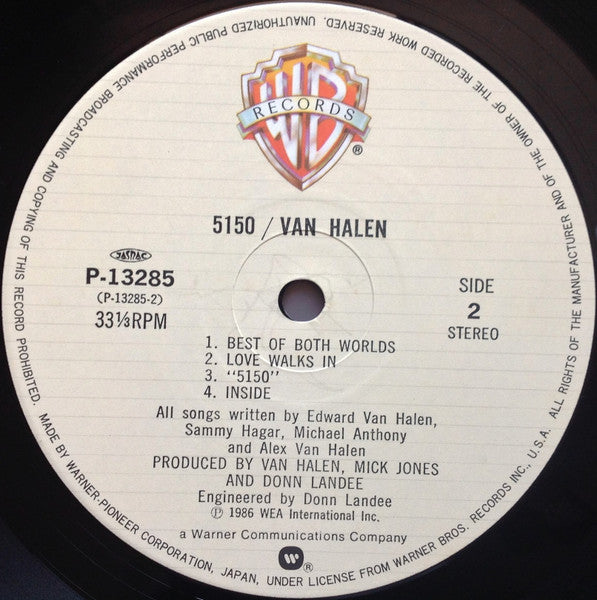 UNAUTHORIZED PUBLIC PERFORMANCE BROADCASTING AND COPYING OF THIS RECORD PROHIBITED.
ALL RIGHTS OF THE MANUFACTURER AND OF THE OWNER OF THE RECORDED WORK RESERVED.
WB
RECORDS
®
5150 / VAN HALEN
JASRAC
P-13285
(P-13285-2)
33⅓RPM
SIDE
2
STEREO
1. BEST OF BOTH WORLDS
2. LOVE WALKS IN
3. "5150"
4. INSIDE
All songs written by Edward Van Halen,
Sammy Hagar, Michael Anthony
and Alex Van Halen
PRODUCED BY VAN HALEN, MICK JONES
AND DONN LANDEE
Engineered by Donn Landee
Ⓟ 1986 WEA International Inc.
a Warner Communications Company
MADE BY WARNER-PIONEER CORPORATION, JAPAN, UNDER LICENSE FROM WARNER BROS. RECORDS INC., U.S.A.